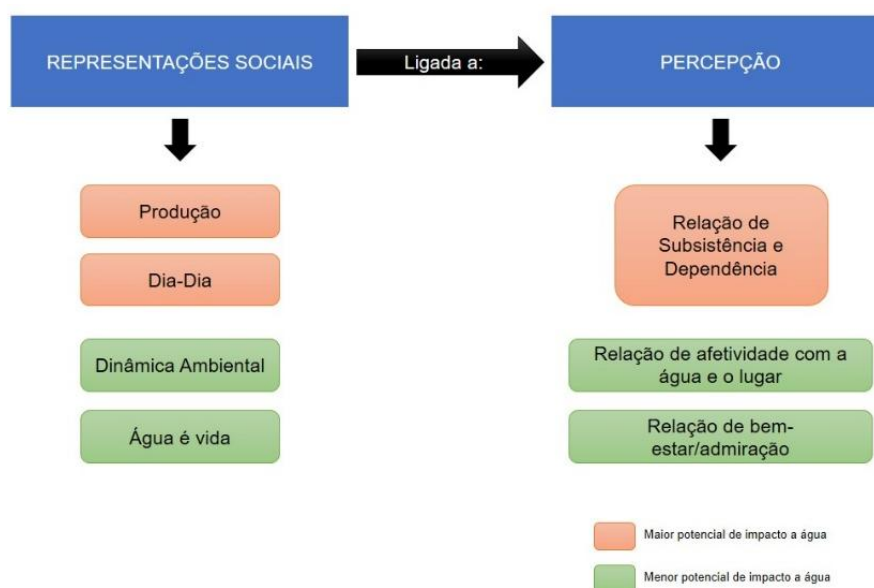 REPRESENTAÇÕES SOCIAIS
Ligada a:
PERCEPÇÃO
Produção
Dia-Dia
Dinâmica Ambiental
Água é vida
Relação de
Subsistência e
Dependência
Relação de afetividade com a
água e o lugar
Relação de bem-
estar/admiração
Maior potencial de impacto a água
Menor potencial de impacto a água